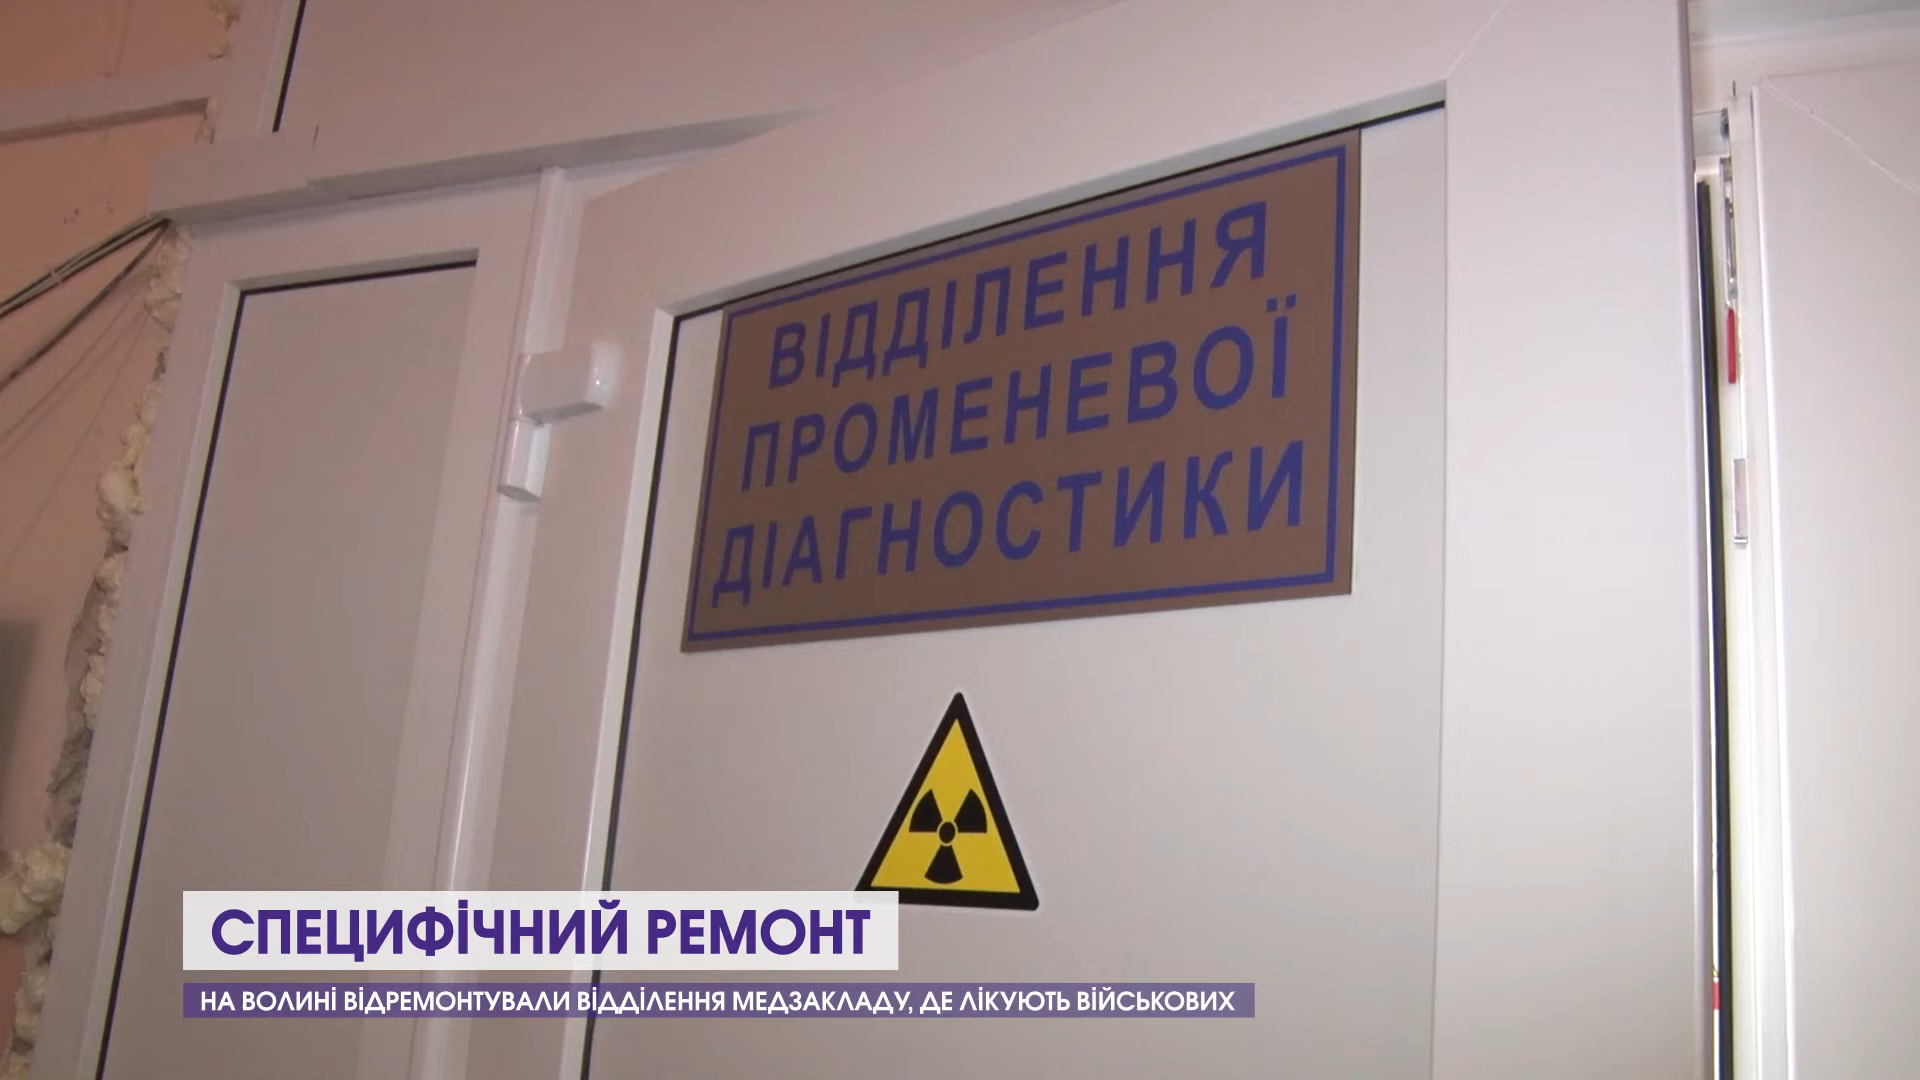 ВІДДІЛЕННЯ
ПРОМЕНЕВОЇ
ДІАГНОСТИКИ
СПЕЦИФІЧНИЙ РЕМОНТ
НА ВОЛИНІ ВІДРЕМОНТУВАЛИ ВІДДІЛЕННЯ МЕДЗАКЛАДУ, ДЕ ЛІКУЮТЬ ВІЙСЬКОВИХ